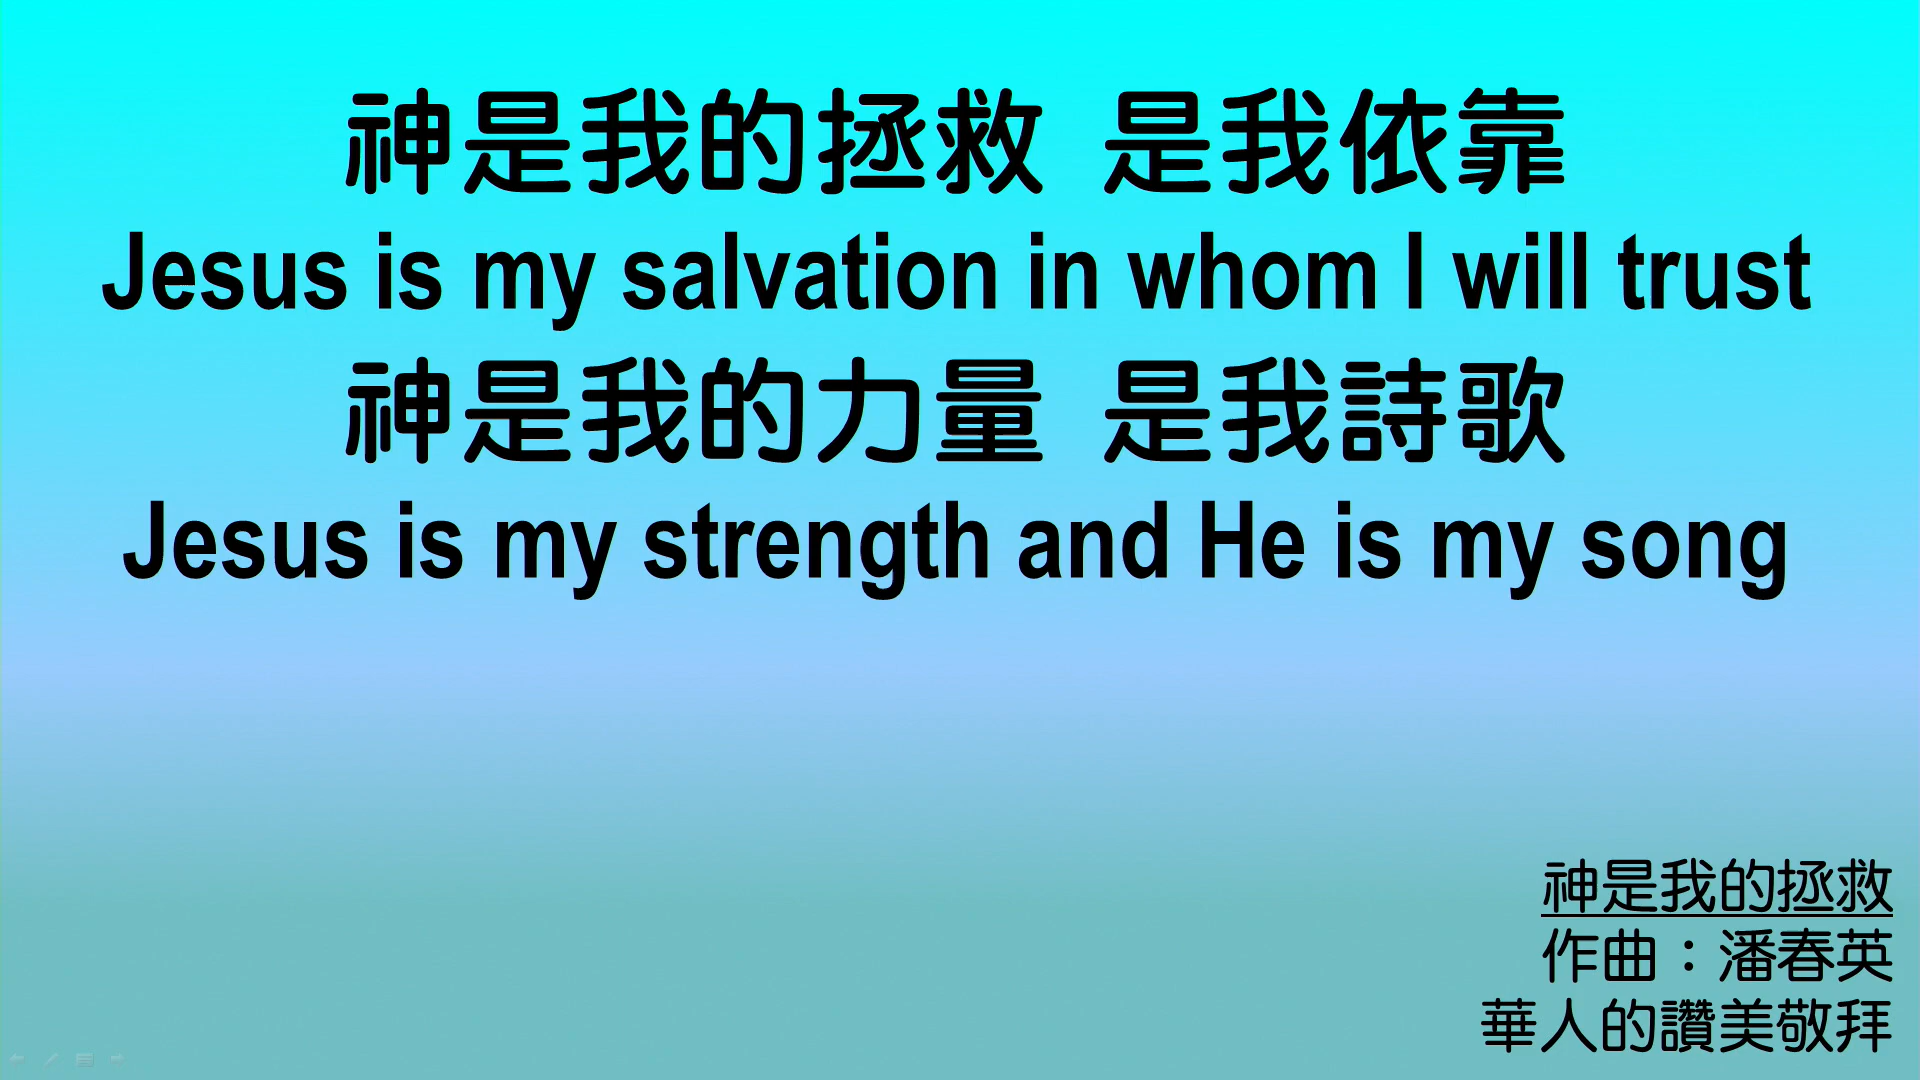 神是我的拯救 是我依靠
Jesus is my salvation in whom I will trust
神是我的力量 是我詩歌
Jesus is my strength and He is my song
神是我的拯救
作曲：潘春英
華人的讚美敬拜